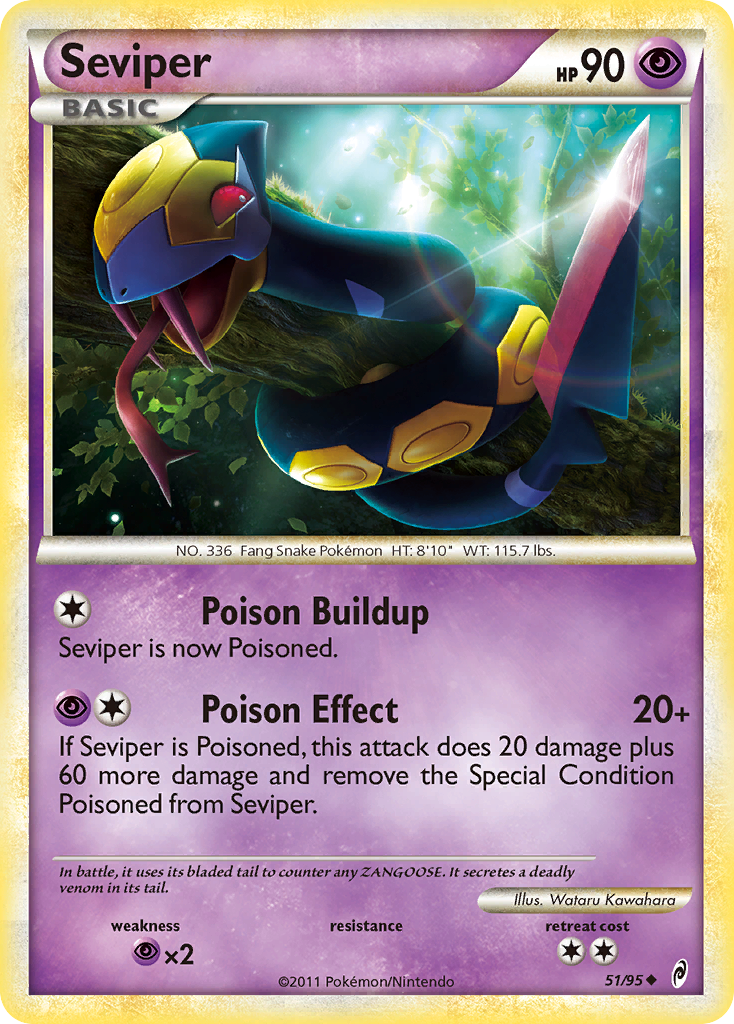 Seviper
HP 90
BASIC
NO. 336 Fang Snake Pokémon HT: 8'10" WT: 115.7 lbs.
Poison Buildup
Seviper is now Poisoned.
Poison Effect 20+
If Seviper is Poisoned, this attack does 20 damage plus
60 more damage and remove the Special Condition
Poisoned from Seviper.
In battle, it uses its bladed tail to counter any ZANGOOSE. It secretes a deadly
venom in its tail.
Illus. Wataru Kawahara
weakness resistance retreat cost
×2
©2011 Pokémon/Nintendo 51/95